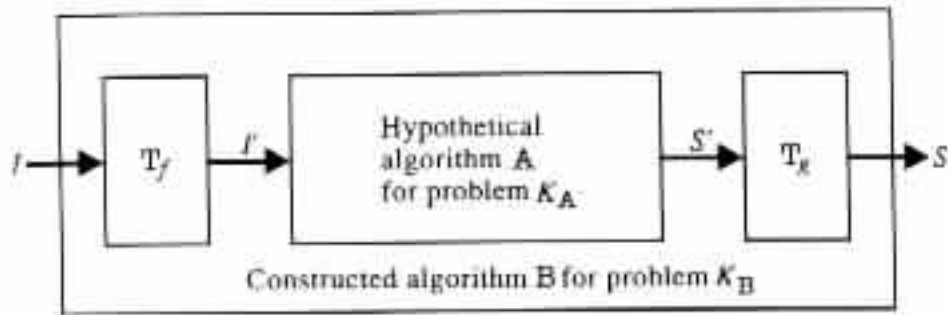 I
T_f
I'
Hypothetical
algorithm A
for problem K_A
S'
T_g
S
Constructed algorithm B for problem K_B